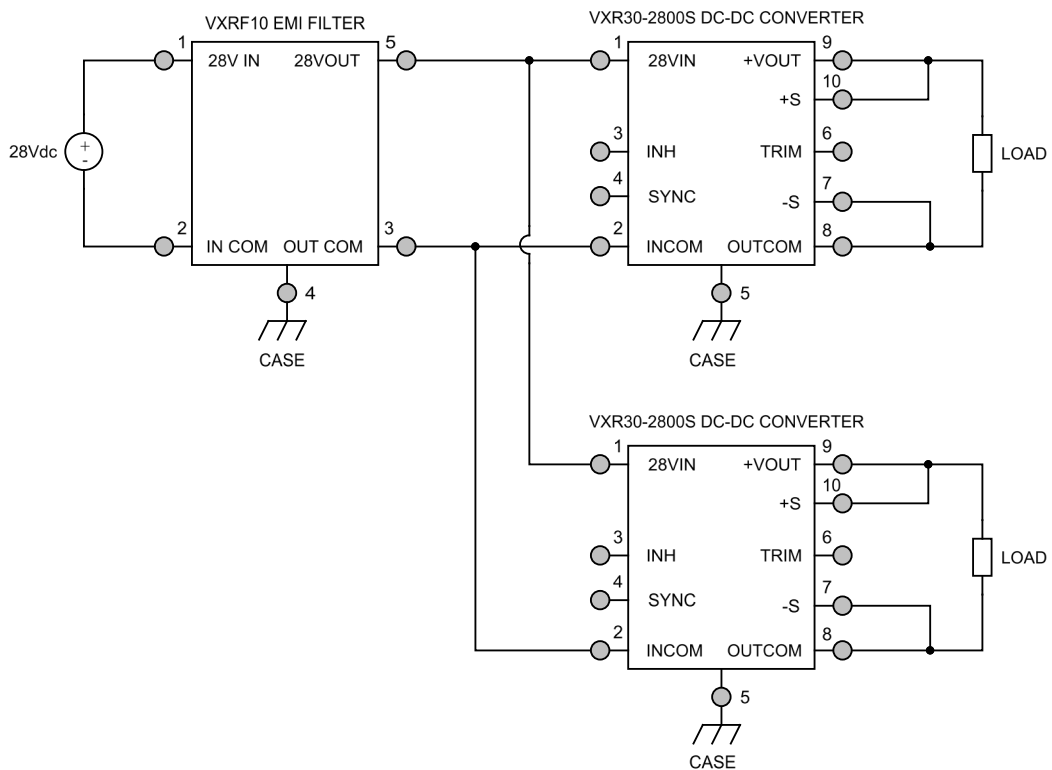 VXRF10 EMI FILTER
VXR30-2800S DC-DC CONVERTER
1
28V IN
28VOUT
5
1
28VIN
+VOUT
9
+S
10
28Vdc
+
-
3
INH
TRIM
6
LOAD
4
SYNC
-S
7
2
IN COM
OUT COM
3
2
INCOM
OUTCOM
8
4
CASE
5
CASE
VXR30-2800S DC-DC CONVERTER
1
28VIN
+VOUT
9
+S
10
3
INH
TRIM
6
LOAD
4
SYNC
-S
7
2
INCOM
OUTCOM
8
5
CASE